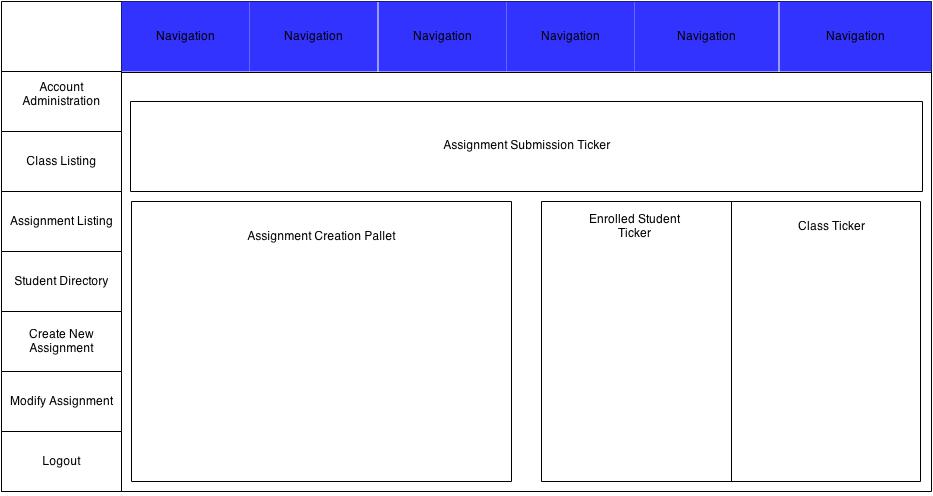 Navigation
Navigation
Navigation
Navigation
Navigation
Navigation
Account
Administration
Class Listing
Assignment Listing
Student Directory
Create New
Assignment
Modify Assignment
Logout
Assignment Submission Ticker
Assignment Creation Pallet
Enrolled Student
Ticker
Class Ticker